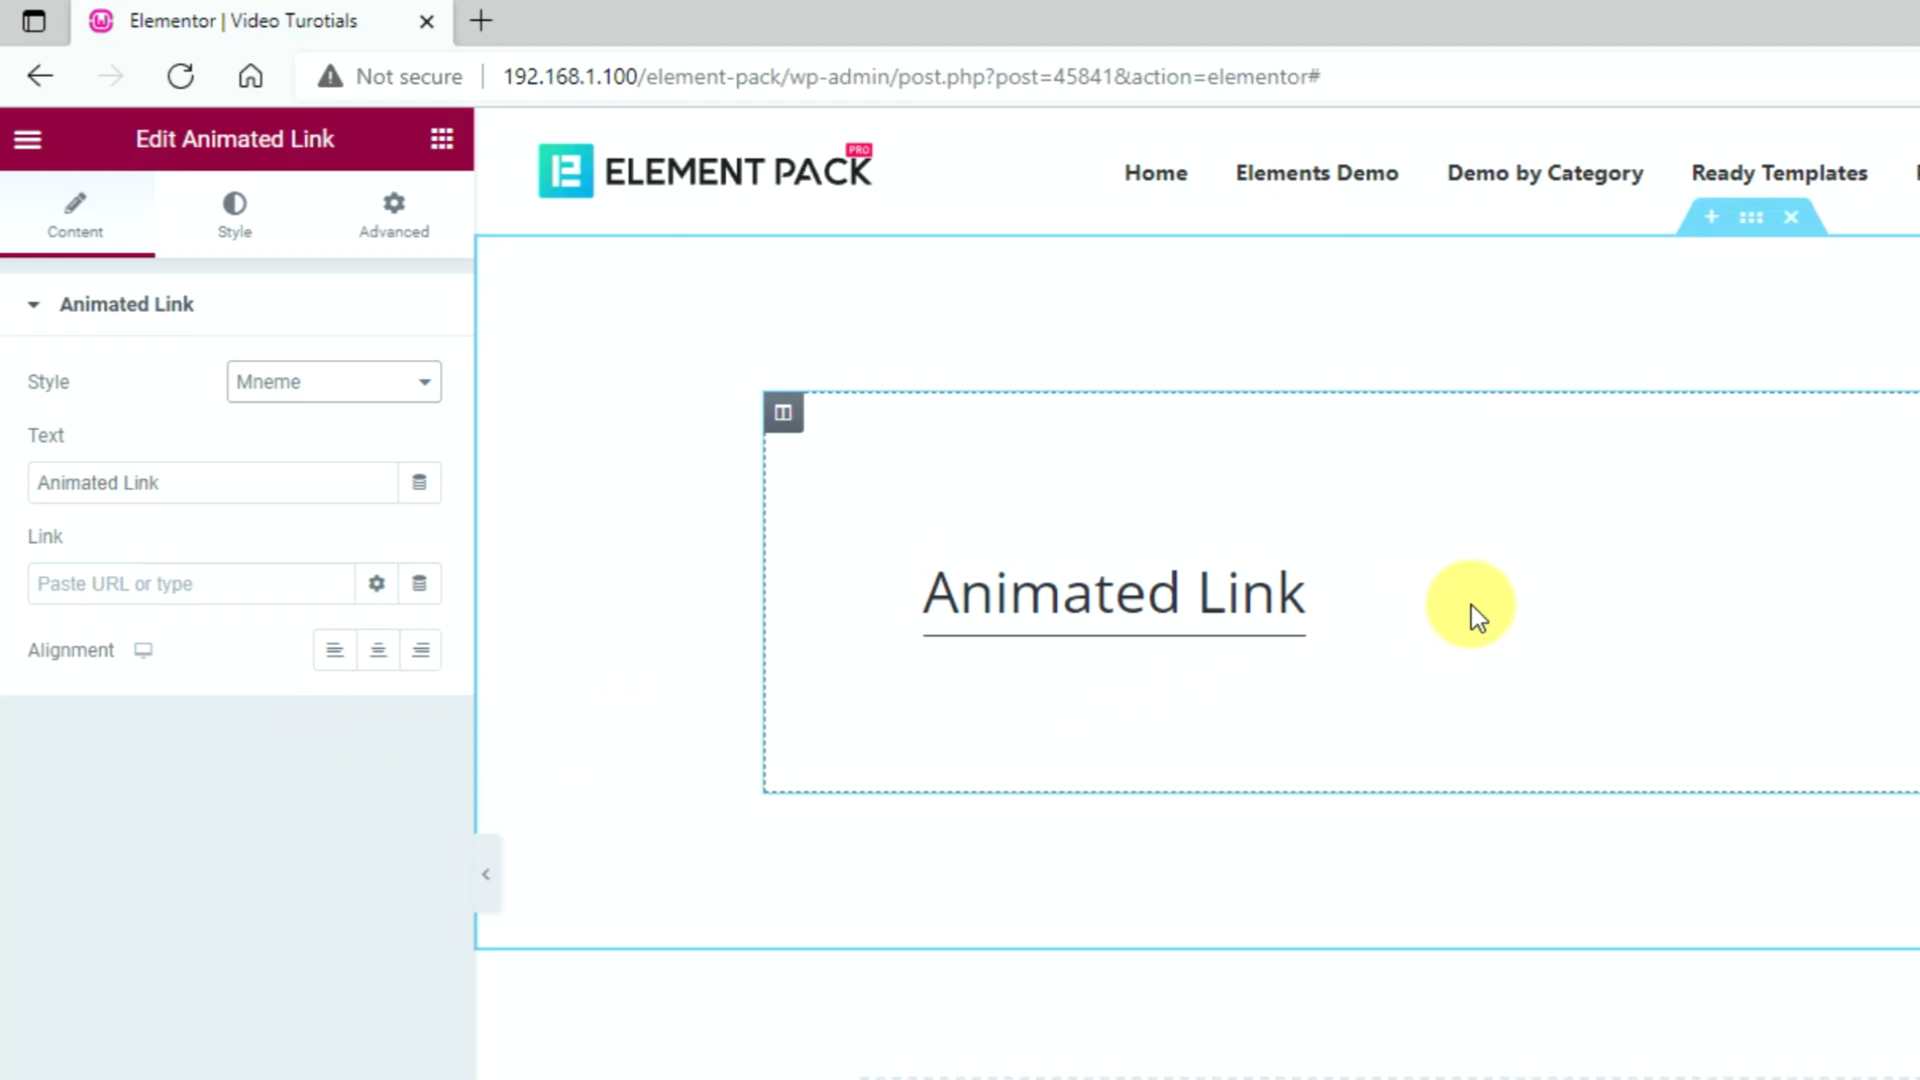 Elementor | Video Turotials
Not secure
192.168.1.100/element-pack/wp-admin/post.php?post=45841&action=elementor#
Edit Animated Link
Content
Style
Advanced
ELEMENT PACK
PRO
Home
Elements Demo
Demo by Category
Ready Templates
Animated Link
Style
Mneme
Text
Animated Link
Link
Paste URL or type
Alignment
Animated Link